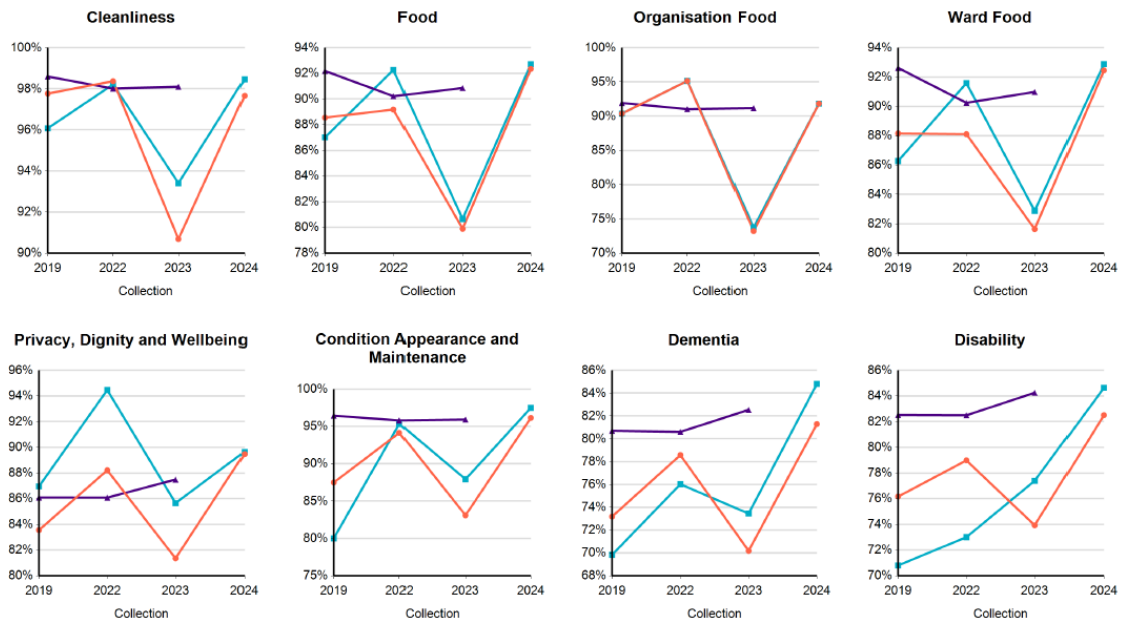 Cleanliness
100%
98%
96%
94%
92%
90%
2019 2022 2023 2024
Collection
Food
94%
92%
90%
88%
86%
84%
82%
80%
78%
2019 2022 2023 2024
Collection
Organisation Food
100%
95%
90%
85%
80%
75%
70%
2019 2022 2023 2024
Collection
Ward Food
94%
92%
90%
88%
86%
84%
82%
80%
2019 2022 2023 2024
Collection
Privacy, Dignity and Wellbeing
96%
94%
92%
90%
88%
86%
84%
82%
80%
2019 2022 2023 2024
Collection
Condition Appearance and
Maintenance
100%
95%
90%
85%
80%
75%
2019 2022 2023 2024
Collection
Dementia
86%
84%
82%
80%
78%
76%
74%
72%
70%
68%
2019 2022 2023 2024
Collection
Disability
86%
84%
82%
80%
78%
76%
74%
72%
70%
2019 2022 2023 2024
Collection